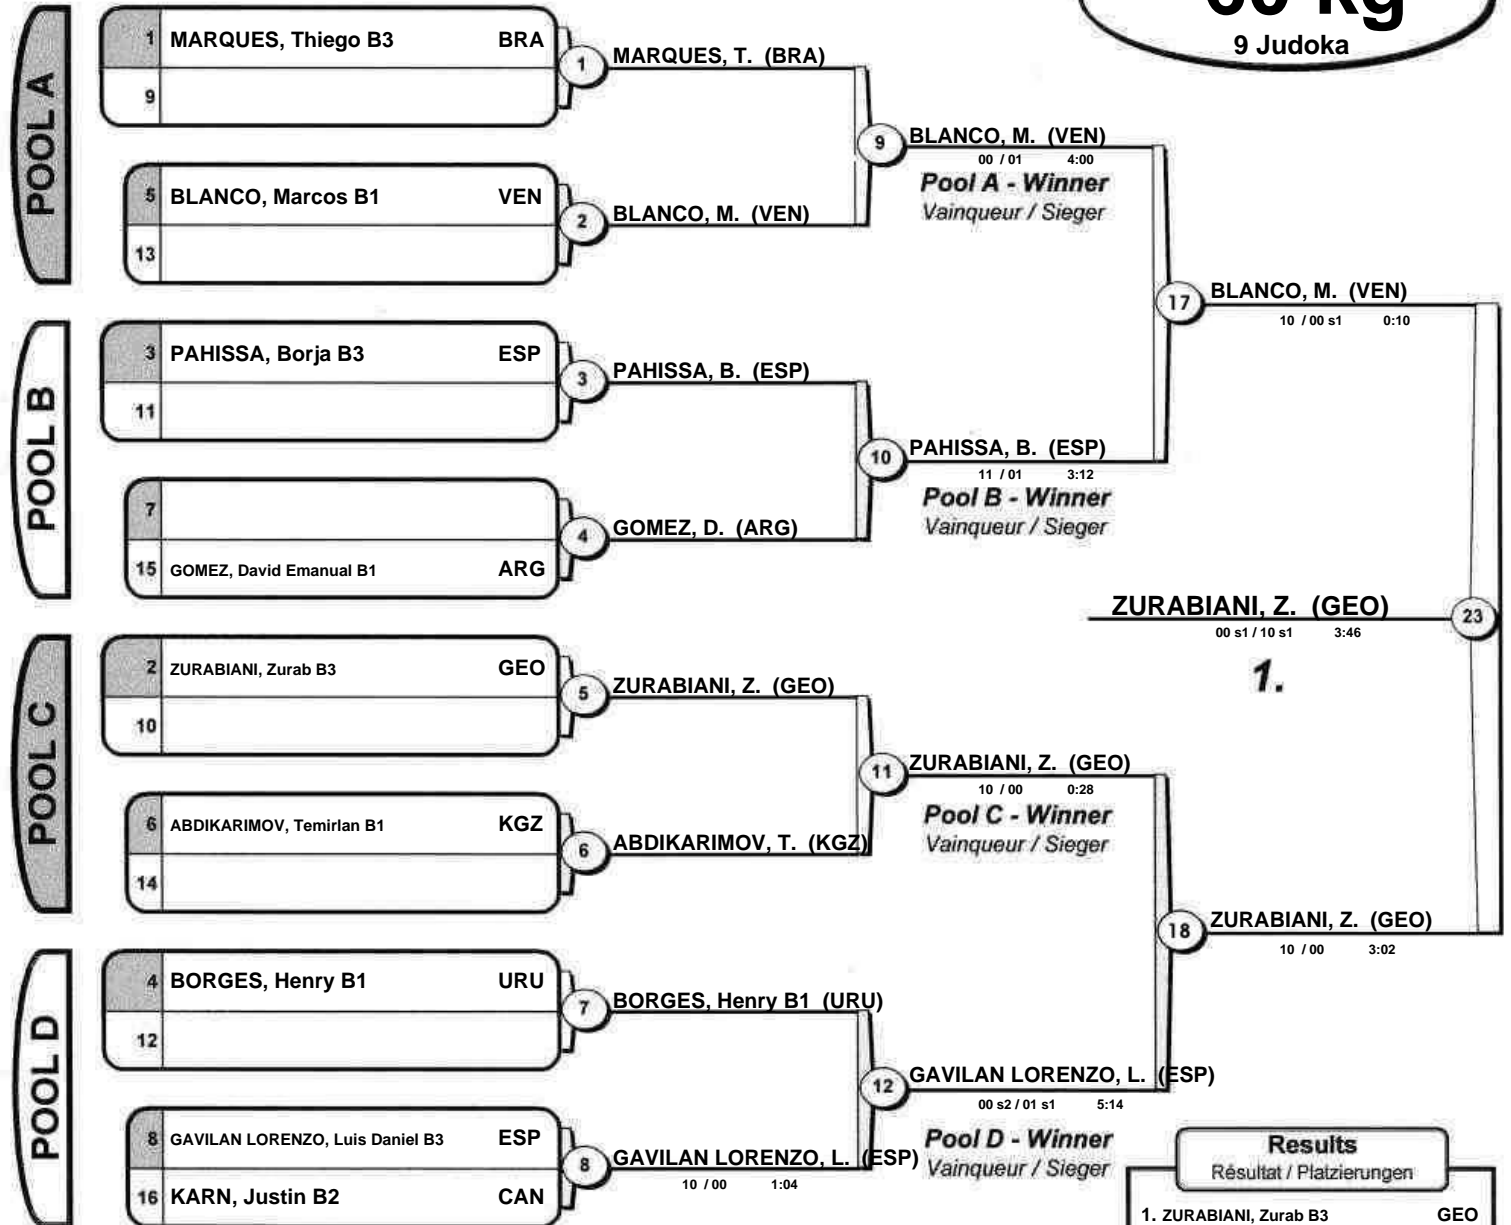 60 kg
9 Judoka
POOL A
1 MARQUES, Thiego B3 BRA
9
1 MARQUES, T. (BRA)
5 BLANCO, Marcos B1 VEN
13
2 BLANCO, M. (VEN)
9 BLANCO, M. (VEN)
00 / 01 4:00
Pool A - Winner
Vainqueur / Sieger
POOL B
3 PAHISSA, Borja B3 ESP
11
3 PAHISSA, B. (ESP)
7
15 GOMEZ, David Emanual B1 ARG
4 GOMEZ, D. (ARG)
10 PAHISSA, B. (ESP)
11 / 01 3:12
Pool B - Winner
Vainqueur / Sieger
17 BLANCO, M. (VEN)
10 / 00 s1 0:10
ZURABIANI, Z. (GEO) 23
00 s1 / 10 s1 3:46
1.
POOL C
2 ZURABIANI, Zurab B3 GEO
10
5 ZURABIANI, Z. (GEO)
6 ABDIKARIMOV, Temirlan B1 KGZ
14
6 ABDIKARIMOV, T. (KGZ)
11 ZURABIANI, Z. (GEO)
10 / 00 0:28
Pool C - Winner
Vainqueur / Sieger
18 ZURABIANI, Z. (GEO)
10 / 00 3:02
POOL D
4 BORGES, Henry B1 URU
12
7 BORGES, Henry B1 (URU)
8 GAVILAN LORENZO, Luis Daniel B3 ESP
16 KARN, Justin B2 CAN
8 GAVILAN LORENZO, L. (ESP)
10 / 00 1:04
12 GAVILAN LORENZO, L. (ESP)
00 s2 / 01 s1 5:14
Pool D - Winner
Vainqueur / Sieger
Results
Résultat / Platzierungen
1. ZURABIANI, Zurab B3 GEO